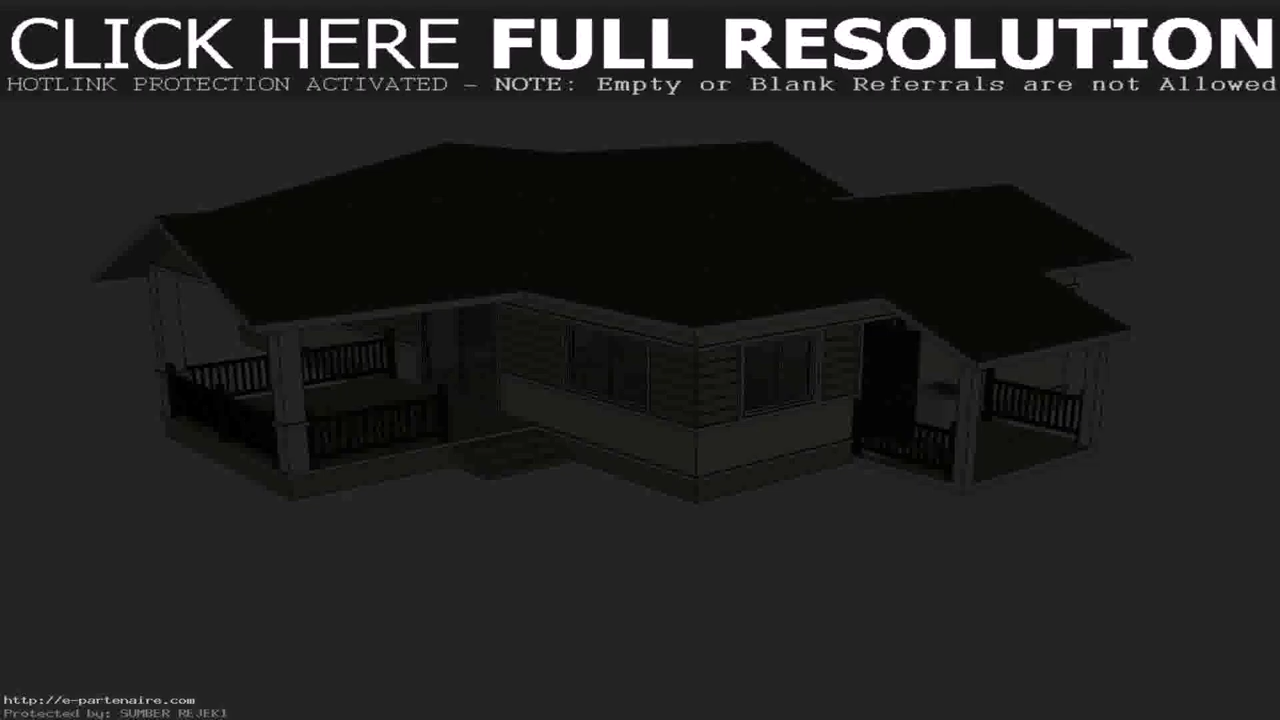 CLICK HERE FULL RESOLUTION
HOTLINK PROTECTION ACTIVATED – NOTE: Empty or Blank Referrals are not Allowed
http://e-partenaire.com
Protected by: SUMBER REJEKI